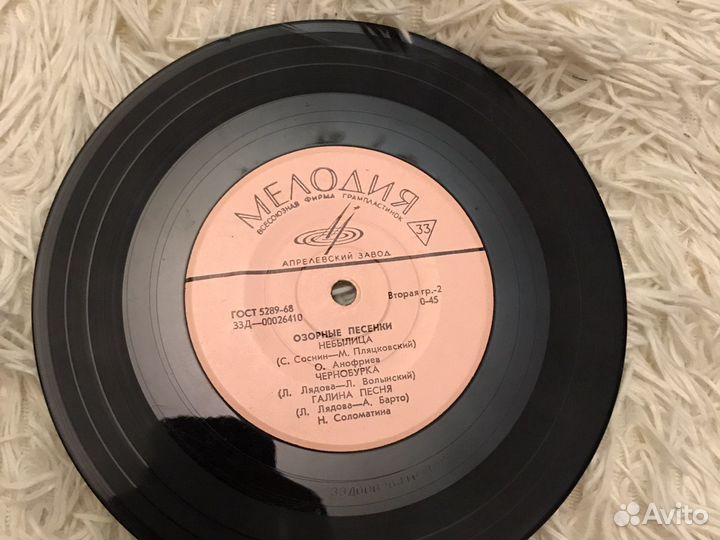 МЕЛОДИЯ
ВСЕСОЮЗНАЯ ФИРМА ГРАМПЛАСТИНОК
33
АПРЕЛЕВСКИЙ ЗАВОД
ГОСТ 5289-68
33Д—00026410
Вторая гр.-2
0-45
ОЗОРНЫЕ ПЕСЕНКИ
НЕБЫЛИЦА
(С. Соснин—М. Пляцковский)
О. Анофриев
ЧЕРНОБУРКА
(Л. Лядова—Л. Волынский)
ГАЛИНА ПЕСНЯ
(Л. Лядова—А. Барто)
Н. Соломатина
Avito